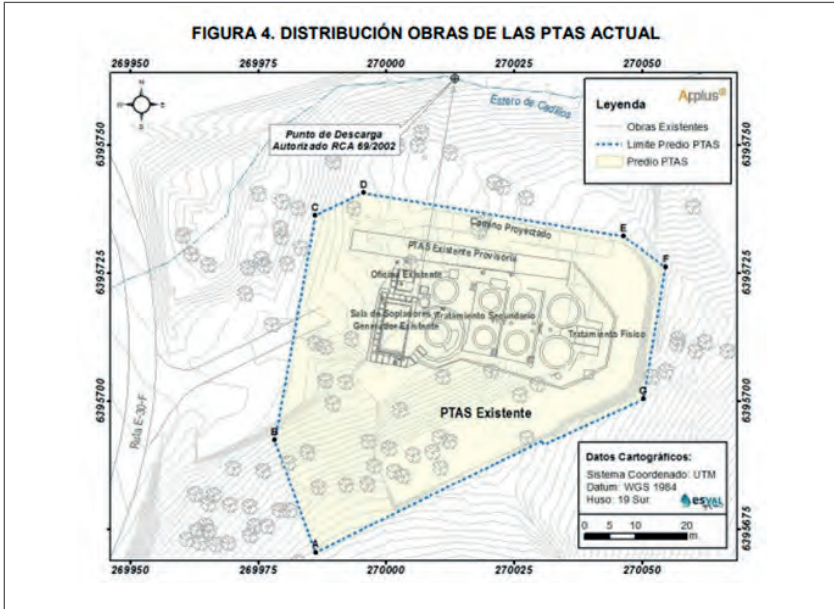 FIGURA 4. DISTRIBUCIÓN OBRAS DE LAS PTAS ACTUAL
269950 269975 270000 270025 270050
N
E
S
Estero de Cadillos
Applus
Leyenda
Obras Existentes
Límite Predio PTAS
Predio PTAS
Punto de Descarga
Autorizado RCA 69/2002
6395750 6395750
D
C
E
Camino Proyectado
PTAS Existente Provisoria
F
6395725 6395725
Oficina Existente
Sala de Sopladores y
Generador Existente
Tratamiento Secundario
Tratamiento Físico
6395700 6395700
G
PTAS Existente
Ruta E-30-F
B
Datos Cartográficos:
Sistema Coordenado: UTM
Datum: WGS 1984
Huso: 19 Sur
esval
0 5 10 20
m
6395675 6395675
A
269950 269975 270000 270025 270050